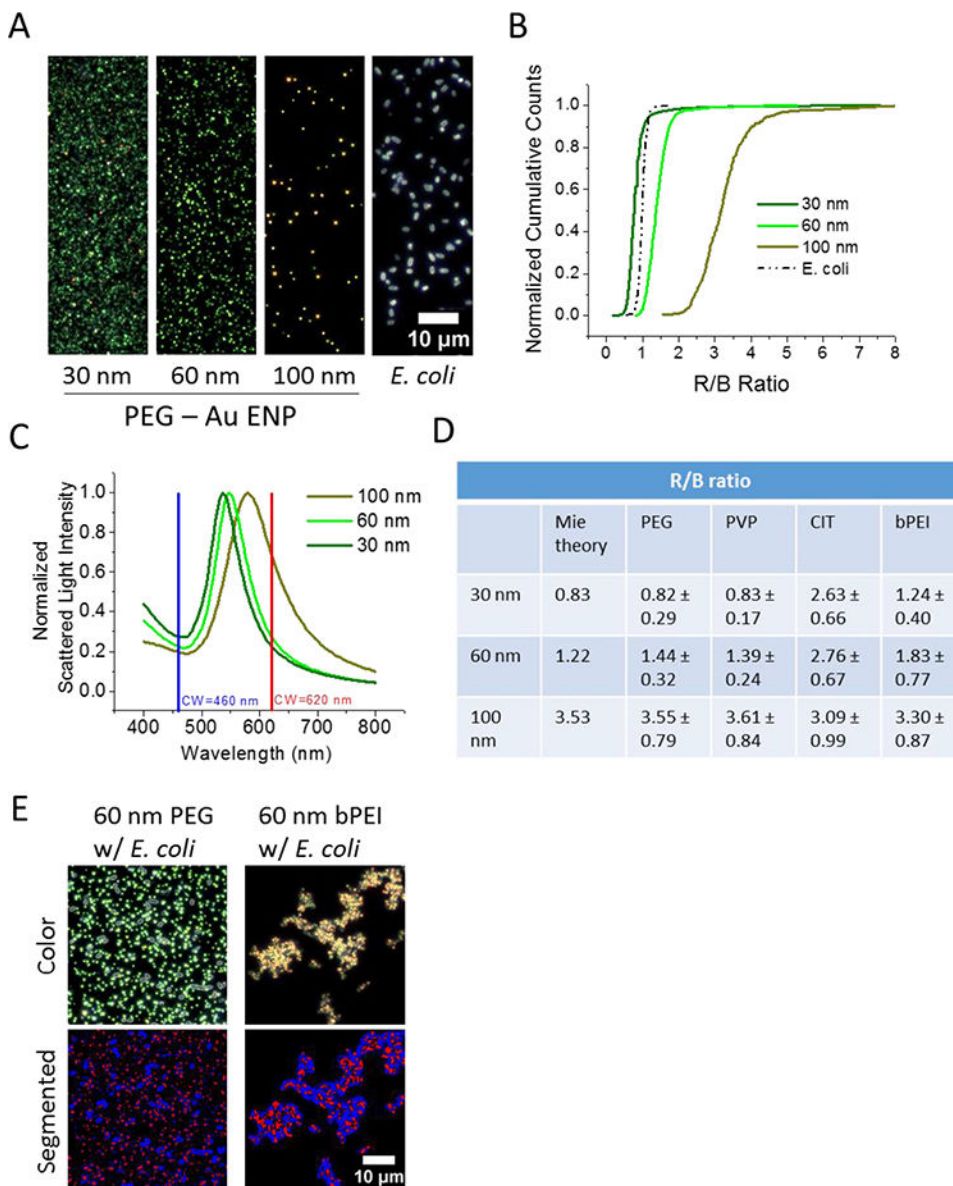 A
30 nm 60 nm 100 nm E. coli
PEG – Au ENP
10 µm
B
Normalized Cumulative Counts
1.0
0.8
0.6
0.4
0.2
0.0
30 nm
60 nm
100 nm
E. coli
0 1 2 3 4 5 6 7 8
R/B Ratio
C
Normalized
Scattered Light Intensity
1.0
0.8
0.6
0.4
0.2
0.0
100 nm
60 nm
30 nm
CW=460 nm CW=620 nm
400 500 600 700 800
Wavelength (nm)
D
R/B ratio
Mie theory PEG PVP CIT bPEI
30 nm 0.83 0.82 ± 0.29 0.83 ± 0.17 2.63 ± 0.66 1.24 ± 0.40
60 nm 1.22 1.44 ± 0.32 1.39 ± 0.24 2.76 ± 0.67 1.83 ± 0.77
100 nm 3.53 3.55 ± 0.79 3.61 ± 0.84 3.09 ± 0.99 3.30 ± 0.87
E
60 nm PEG 60 nm bPEI
w/ E. coli w/ E. coli
Color
Segmented
10 µm